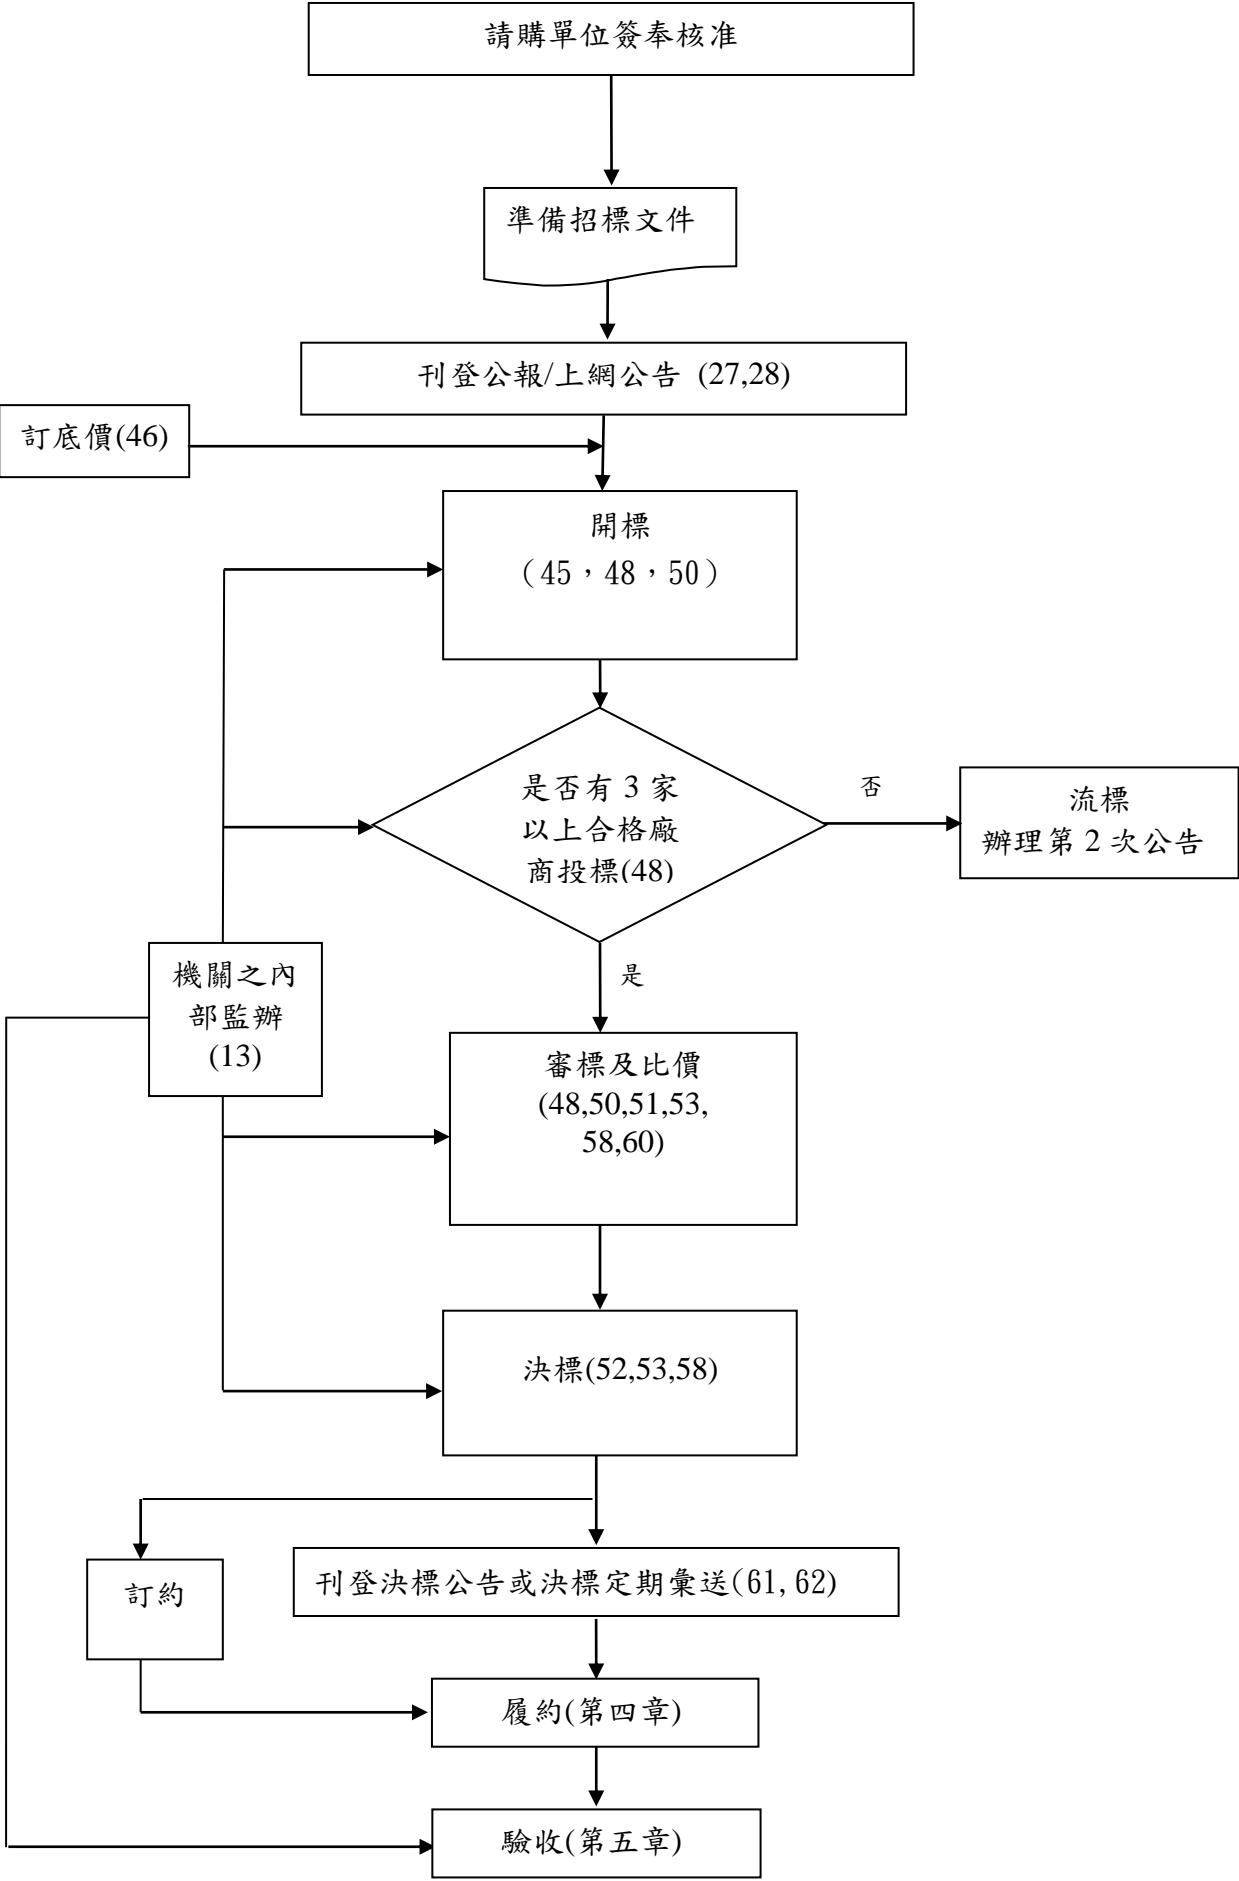 請購單位簽奉核准
準備招標文件
刊登公報/上網公告 (27,28)
訂底價(46)
開標
（45，48，50）
是否有 3 家
以上合格廠
商投標(48)
否
流標
辦理第 2 次公告
是
機關之內
部監辦
(13)
審標及比價
(48,50,51,53,
58,60)
決標(52,53,58)
訂約
刊登決標公告或決標定期彙送(61,62)
履約(第四章)
驗收(第五章)